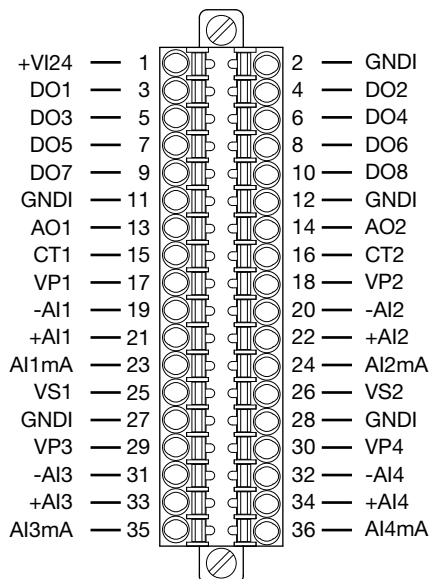 +VI24 1 2 GNDI
DO1 3 4 DO2
DO3 5 6 DO4
DO5 7 8 DO6
DO7 9 10 DO8
GNDI 11 12 GNDI
AO1 13 14 AO2
CT1 15 16 CT2
VP1 17 18 VP2
-AI1 19 20 -AI2
+AI1 21 22 +AI2
AI1mA 23 24 AI2mA
VS1 25 26 VS2
GNDI 27 28 GNDI
VP3 29 30 VP4
-AI3 31 32 -AI4
+AI3 33 34 +AI4
AI3mA 35 36 AI4mA